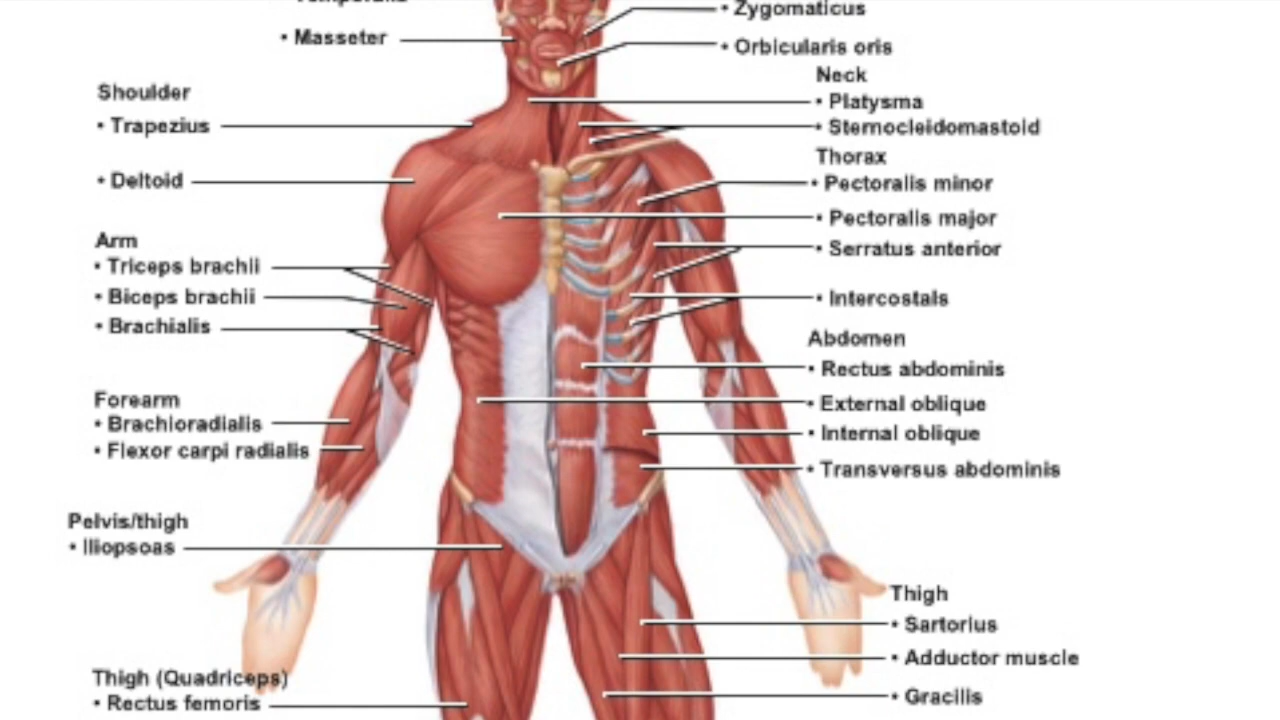 Temporalis
• Masseter
Shoulder
• Trapezius
• Deltoid
Arm
• Triceps brachii
• Biceps brachii
• Brachialis
Forearm
• Brachioradialis
• Flexor carpi radialis
Pelvis/thigh
• Iliopsoas
Thigh (Quadriceps)
• Rectus femoris
• Zygomaticus
• Orbicularis oris
Neck
• Platysma
• Sternocleidomastoid
Thorax
• Pectoralis minor
• Pectoralis major
• Serratus anterior
• Intercostals
Abdomen
• Rectus abdominis
• External oblique
• Internal oblique
• Transversus abdominis
Thigh
• Sartorius
• Adductor muscle
• Gracilis